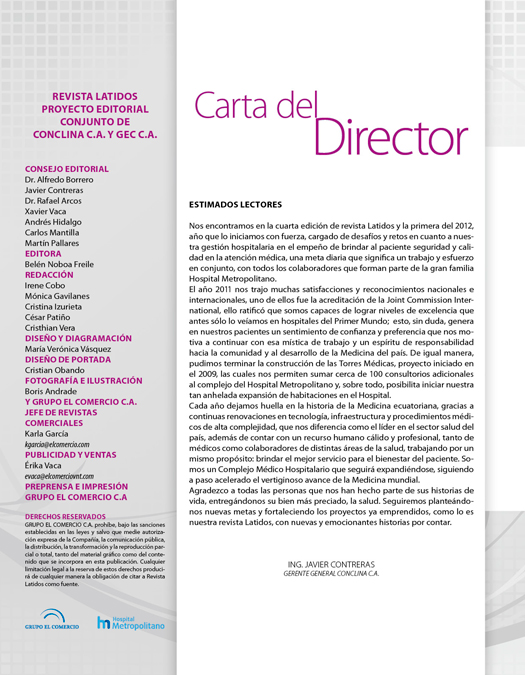 REVISTA LATIDOS
PROYECTO EDITORIAL
CONJUNTO DE
CONCLINA C.A. Y GEC C.A.
CONSEJO EDITORIAL
Dr. Alfredo Borrero
Javier Contreras
Dr. Rafael Arcos
Xavier Vaca
Andrés Hidalgo
Carlos Mantilla
Martín Pallares
EDITORA
Belén Noboa Freile
REDACCIÓN
Irene Cobo
Mónica Gavilanes
Cristina Izurieta
César Patiño
Cristhian Vera
DISEÑO Y DIAGRAMACIÓN
María Verónica Vásquez
DISEÑO DE PORTADA
Cristian Obando
FOTOGRAFÍA E ILUSTRACIÓN
Boris Andrade
Y GRUPO EL COMERCIO C.A.
JEFE DE REVISTAS
COMERCIALES
Karla García
kgarcia@elcomercio.com
PUBLICIDAD Y VENTAS
Érika Vaca
evaca@elcomerciovnt.com
PREPRENSA E IMPRESIÓN
GRUPO EL COMERCIO C.A
DERECHOS RESERVADOS
GRUPO EL COMERCIO C.A. prohíbe, bajo las sanciones
establecidas en las leyes y salvo que medie autoriza-
ción expresa de la Compañía, la comunicación pública,
la distribución, la transformación y la reproducción par-
cial o total, tanto del material gráfico como del conte-
nido que se incorpora en esta publicación. Cualquier
limitación legal a la reserva de estos derechos produci-
rá de cualquier manera la obligación de citar a Revista
Latidos como fuente.
GRUPO EL COMERCIO
Hospital
Metropolitano
Carta del
Director
ESTIMADOS LECTORES
Nos encontramos en la cuarta edición de revista Latidos y la primera del 2012,
año que lo iniciamos con fuerza, cargado de desafíos y retos en cuanto a nues-
tra gestión hospitalaria en el empeño de brindar al paciente seguridad y cali-
dad en la atención médica, una meta diaria que significa un trabajo y esfuerzo
en conjunto, con todos los colaboradores que forman parte de la gran familia
Hospital Metropolitano.
El año 2011 nos trajo muchas satisfacciones y reconocimientos nacionales e
internacionales, uno de ellos fue la acreditación de la Joint Commission Inter-
national, ello ratificó que somos capaces de lograr niveles de excelencia que
antes sólo lo veíamos en hospitales del Primer Mundo; esto, sin duda, genera
en nuestros pacientes un sentimiento de confianza y preferencia que nos mo-
tiva a continuar con esa mística de trabajo y un espíritu de responsabilidad
hacia la comunidad y al desarrollo de la Medicina del país. De igual manera,
pudimos terminar la construcción de las Torres Médicas, proyecto iniciado en
el 2009, las cuales nos permiten sumar cerca de 100 consultorios adicionales
al complejo del Hospital Metropolitano y, sobre todo, posibilita iniciar nuestra
tan anhelada expansión de habitaciones en el Hospital.
Cada año dejamos huella en la historia de la Medicina ecuatoriana, gracias a
continuas renovaciones en tecnología, infraestructura y procedimientos médi-
cos de alta complejidad, que nos diferencia como el líder en el sector salud del
país, además de contar con un recurso humano cálido y profesional, tanto de
médicos como colaboradores de distintas áreas de la salud, trabajando por un
mismo propósito: brindar el mejor servicio para el bienestar del paciente. So-
mos un Complejo Médico Hospitalario que seguirá expandiéndose, siguiendo
a paso acelerado el vertiginoso avance de la Medicina mundial.
Agradezco a todas las personas que nos han hecho parte de sus historias de
vida, entregándonos su bien más preciado, la salud. Seguiremos planteándo-
nos nuevas metas y fortaleciendo los proyectos ya emprendidos, como lo es
nuestra revista Latidos, con nuevas y emocionantes historias por contar.
ING. JAVIER CONTRERAS
GERENTE GENERAL CONCLINA C.A.